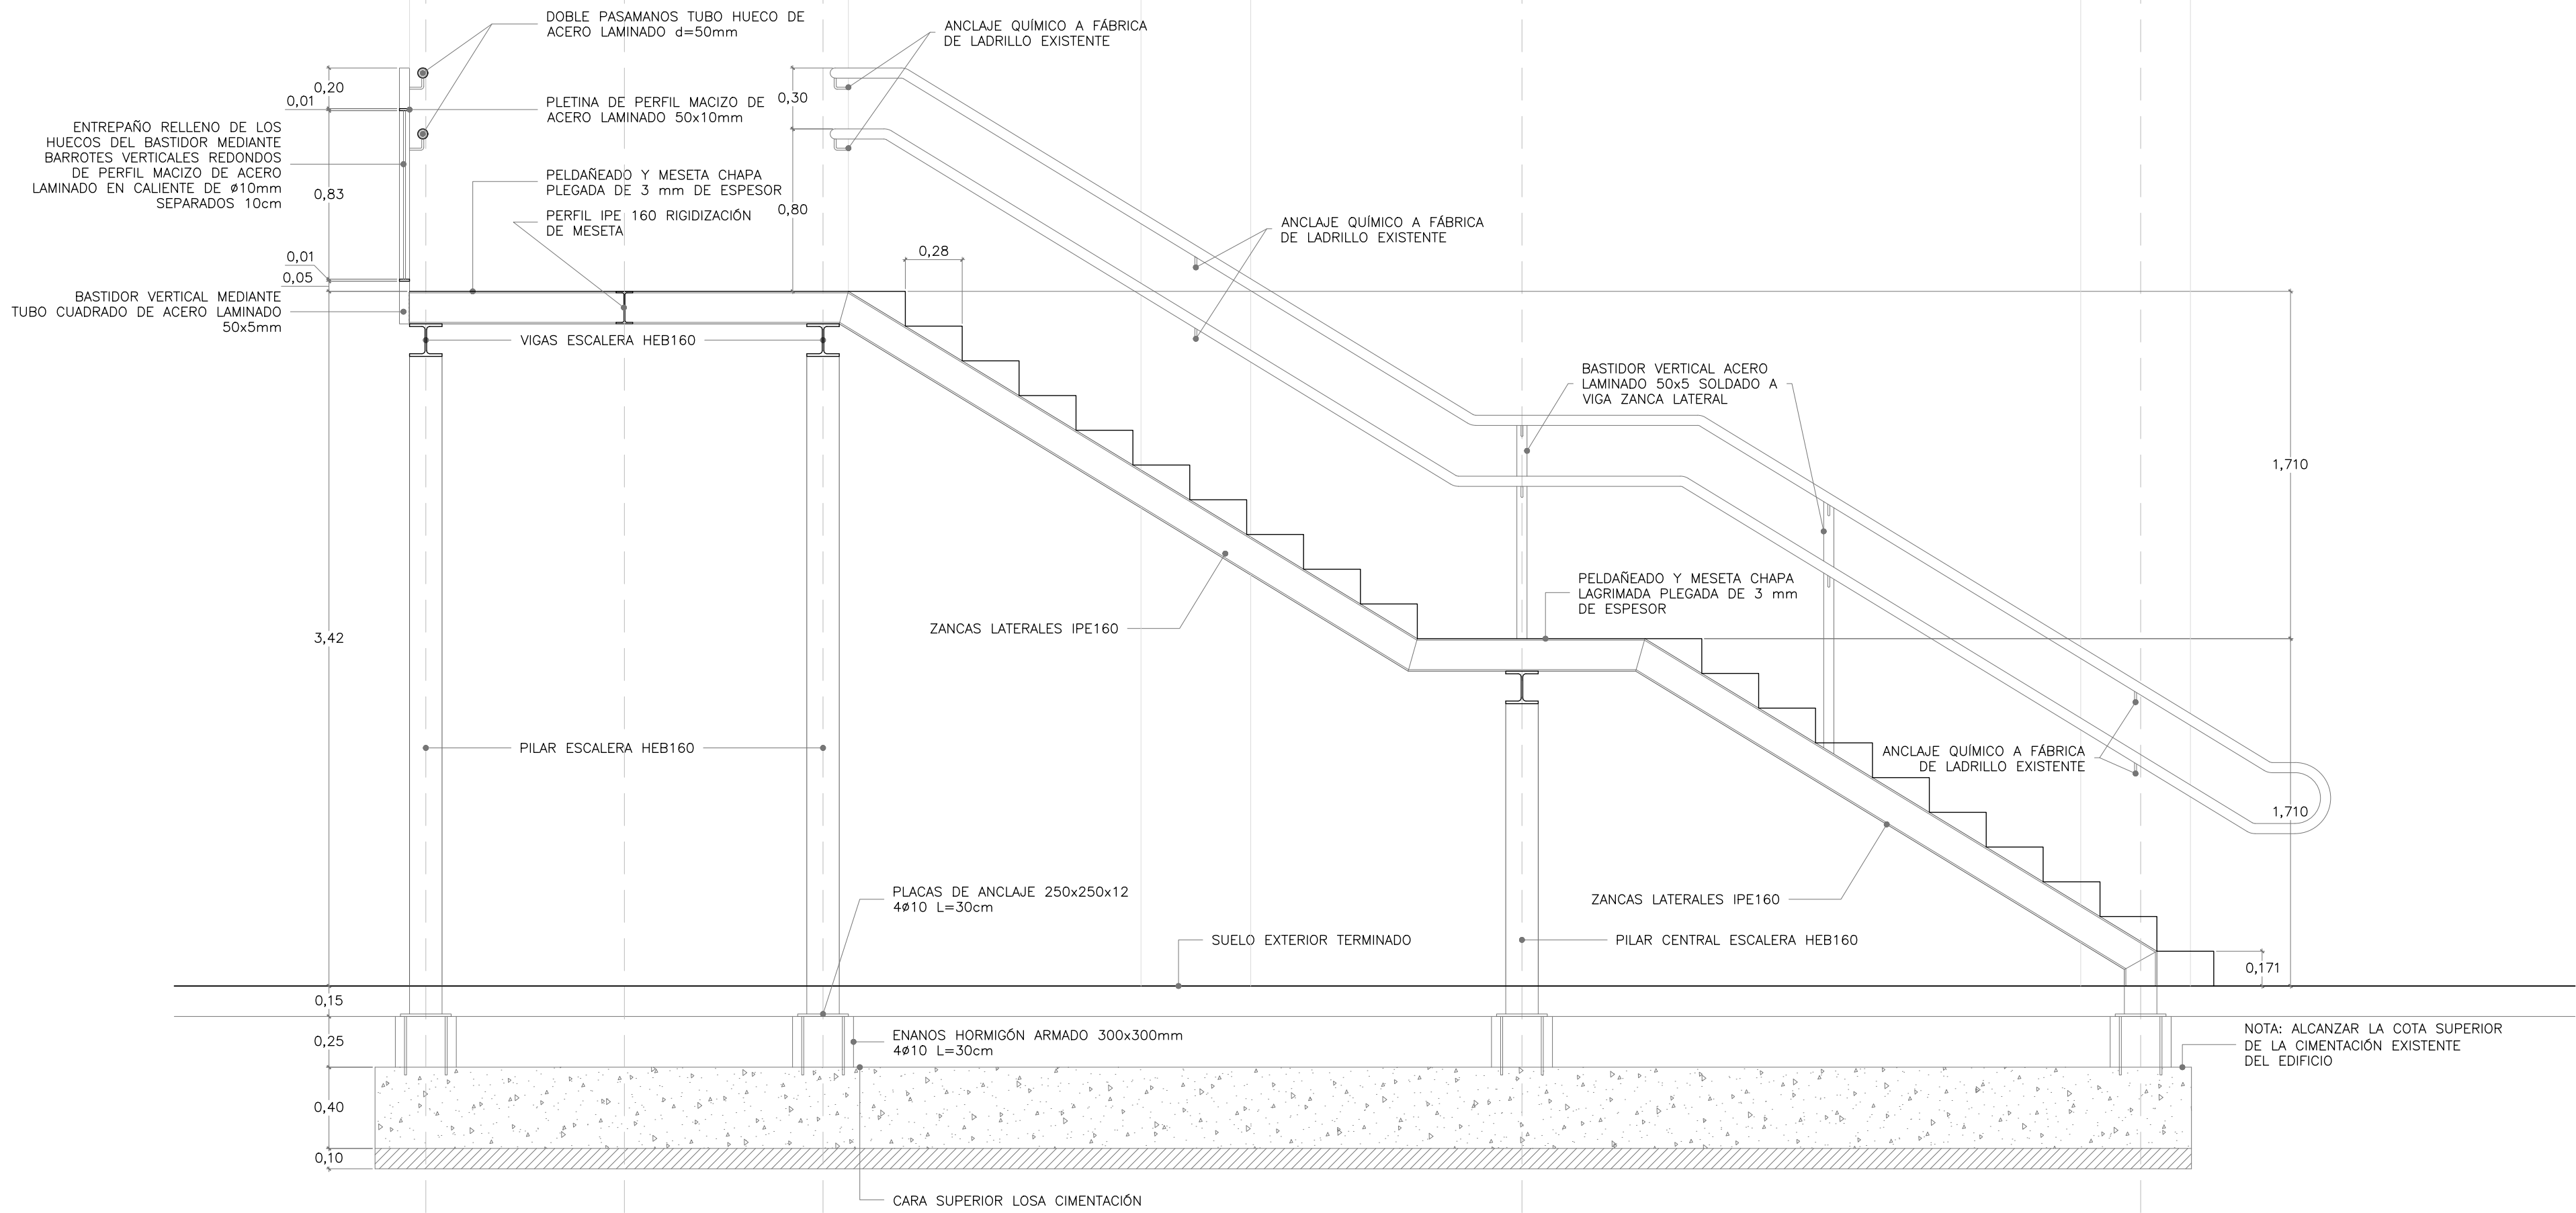 DOBLE PASAMANOS TUBO HUECO DE
ACERO LAMINADO d=50mm
ANCLAJE QUÍMICO A FÁBRICA
DE LADRILLO EXISTENTE
0,20
0,01
0,30
PLETINA DE PERFIL MACIZO DE
ACERO LAMINADO 50x10mm
ENTREPAÑO RELLENO DE LOS
HUECOS DEL BASTIDOR MEDIANTE
BARROTES VERTICALES REDONDOS
DE PERFIL MACIZO DE ACERO
LAMINADO EN CALIENTE DE ø10mm
SEPARADOS 10cm
0,83
PELDAÑEADO Y MESETA CHAPA
PLEGADA DE 3 mm DE ESPESOR
0,80
PERFIL IPE 160 RIGIDIZACIÓN
DE MESETA
ANCLAJE QUÍMICO A FÁBRICA
DE LADRILLO EXISTENTE
0,28
0,01
0,05
BASTIDOR VERTICAL MEDIANTE
TUBO CUADRADO DE ACERO LAMINADO
50x5mm
VIGAS ESCALERA HEB160
BASTIDOR VERTICAL ACERO
LAMINADO 50x5 SOLDADO A
VIGA ZANCA LATERAL
1,710
PELDAÑEADO Y MESETA CHAPA
LAGRIMADA PLEGADA DE 3 mm
DE ESPESOR
ZANCAS LATERALES IPE160
3,42
PILAR ESCALERA HEB160
ANCLAJE QUÍMICO A FÁBRICA
DE LADRILLO EXISTENTE
1,710
PLACAS DE ANCLAJE 250x250x12
4ø10 L=30cm
ZANCAS LATERALES IPE160
SUELO EXTERIOR TERMINADO
PILAR CENTRAL ESCALERA HEB160
0,171
0,15
0,25
ENANOS HORMIGÓN ARMADO 300x300mm
4ø10 L=30cm
NOTA: ALCANZAR LA COTA SUPERIOR
DE LA CIMENTACIÓN EXISTENTE
DEL EDIFICIO
0,40
0,10
CARA SUPERIOR LOSA CIMENTACIÓN